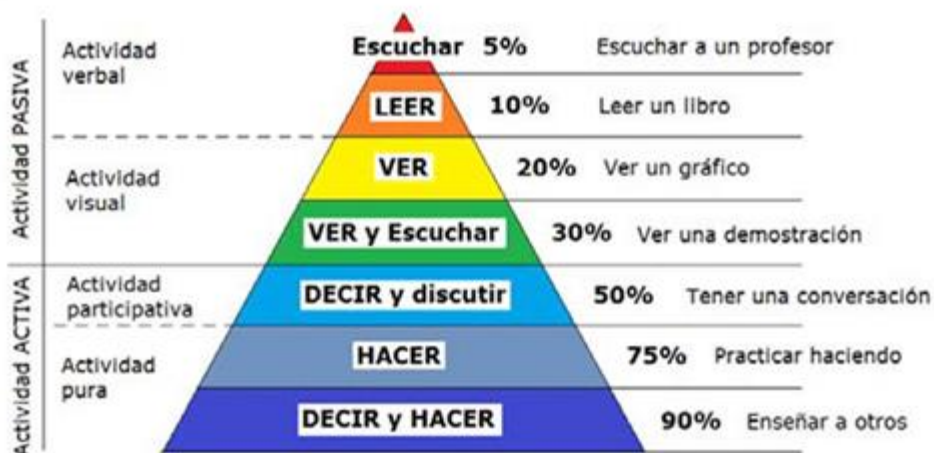 Actividad PASIVA
Actividad
verbal
Escuchar 5% Escuchar a un profesor
LEER 10% Leer un libro
Actividad
visual
VER 20% Ver un gráfico
VER y Escuchar 30% Ver una demostración
Actividad ACTIVA
Actividad
participativa
DECIR y discutir 50% Tener una conversación
Actividad
pura
HACER 75% Practicar haciendo
DECIR y HACER 90% Enseñar a otros